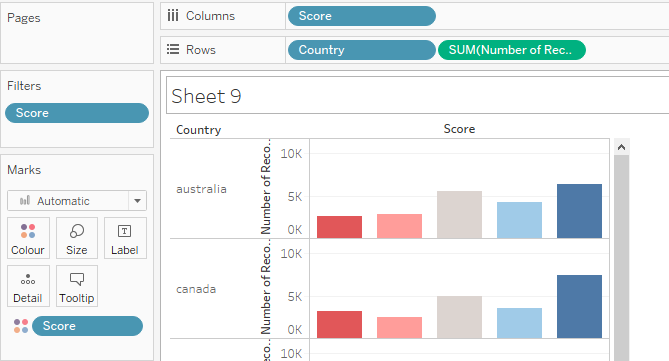 Pages
Columns
Score
Rows
Country
SUM(Number of Rec..
Filters
Score
Sheet 9
Country
Score
Marks
Automatic
Colour
Size
Label
Detail
Tooltip
Score
australia
Number of Reco..
10K
5K
0K
canada
Number of Reco..
10K
5K
0K
Reco..
10K